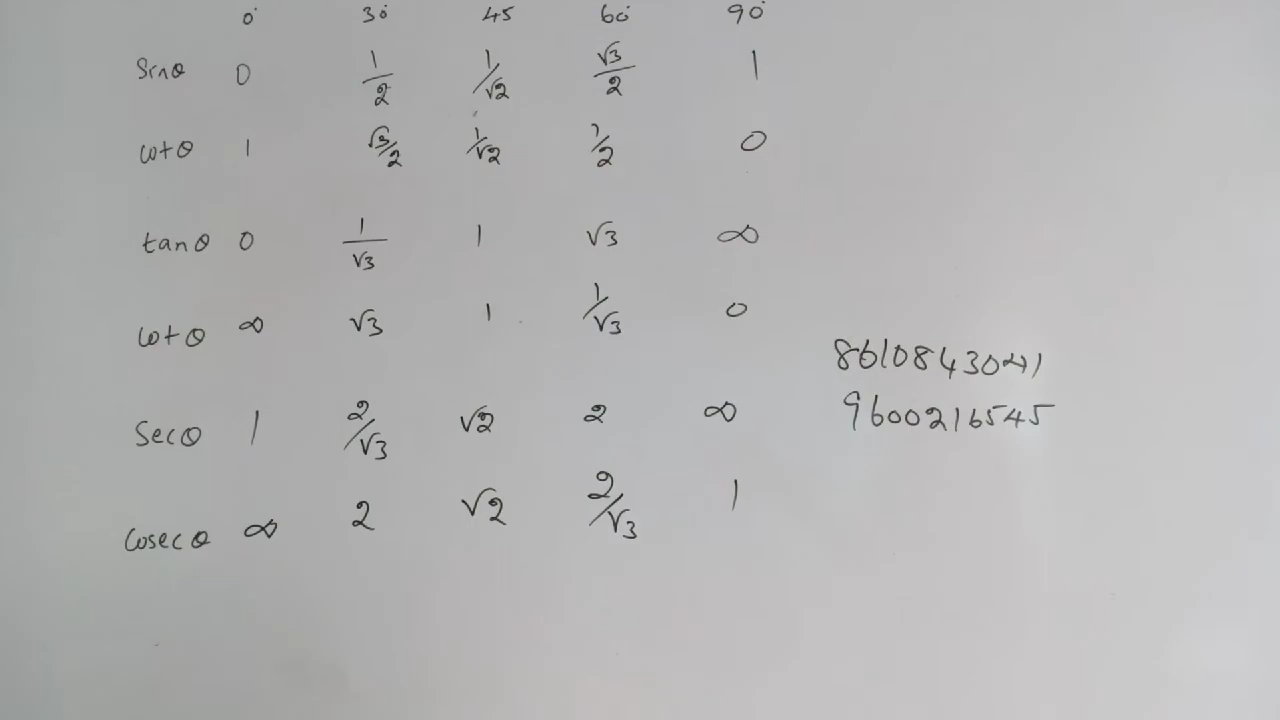 0° 30° 45 60° 90°
Sinθ 0 1/2 1/√2 √3/2 1
cotθ 1 √3/2 1/√2 1/2 0
tanθ 0 1/√3 1 √3 ∞
cotθ ∞ √3 1 1/√3 0
8610843041
Secθ 1 2/√3 √2 2 ∞
9600216545
Cosecθ ∞ 2 √2 2/√3 1